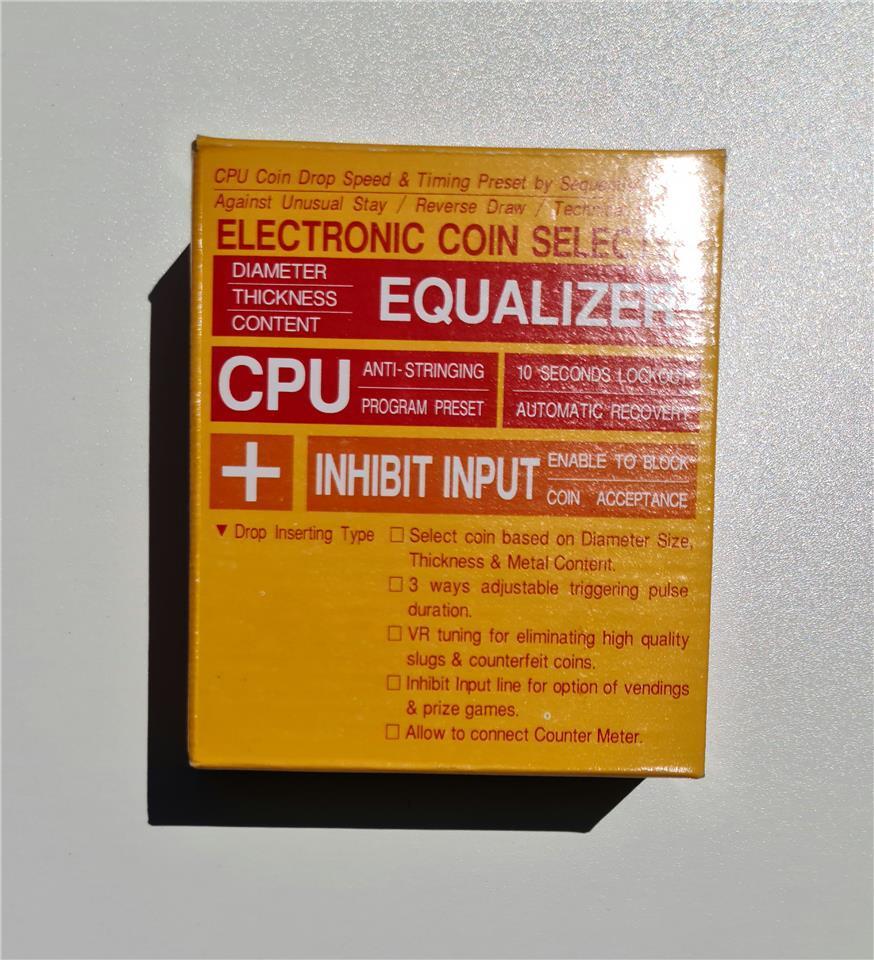 CPU Coin Drop Speed & Timing Preset by
Against Unusual Stay / Reverse Draw /
ELECTRONIC COIN
DIAMETER
THICKNESS
CONTENT
EQUALIZER
CPU
ANTI-STRINGING
PROGRAM PRESET
10 SECONDS LOCKOUT
AUTOMATIC RECOVERY
+
INHIBIT INPUT
ENABLE TO BLOCK
COIN ACCEPTANCE
▼ Drop Inserting Type
□ Select coin based on Diameter Size,
Thickness & Metal Content.
□ 3 ways adjustable triggering pulse
duration.
□ VR tuning for eliminating high quality
slugs & counterfeit coins.
□ Inhibit Input line for option of vendings
& prize games.
□ Allow to connect Counter Meter.